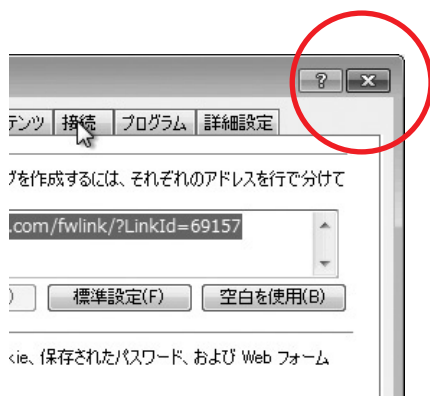 ? ×
テンツ 接続 プログラム 詳細設定
ブを作成するには、それぞれのアドレスを行で分けて
.com/fwlink/?LinkId=69157
) 標準設定(F) 空白を使用(B)
kie、保存されたパスワード、および Web フォーム